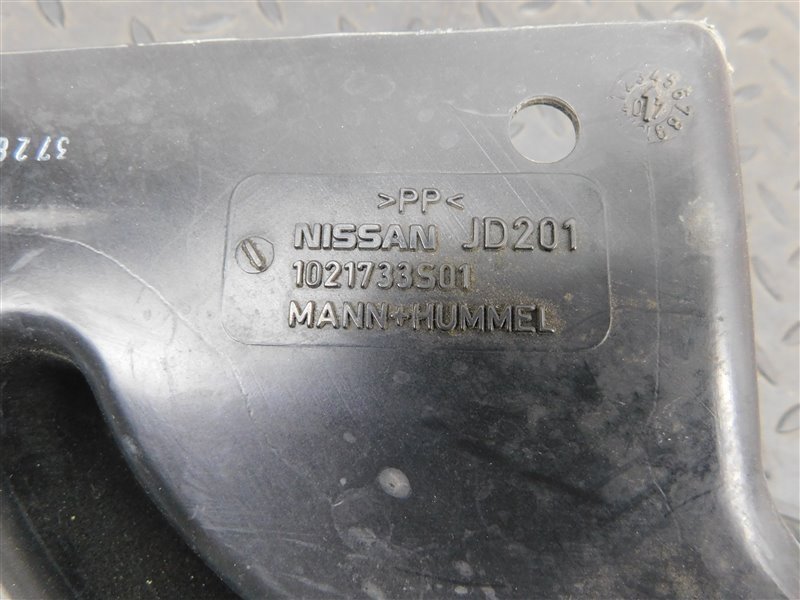 >PP<
NISSAN JD201
1021733S01
MANN+HUMMEL